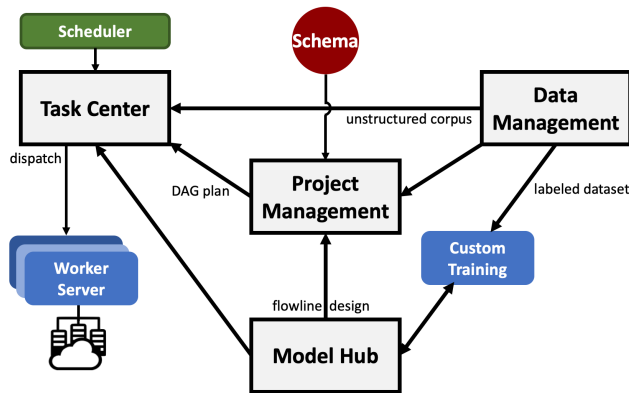 Scheduler
Schema
Task Center
Data
Management
unstructured corpus
dispatch
DAG plan
Project
Management
labeled dataset
Custom
Training
Worker
Server
flowline design
Model Hub